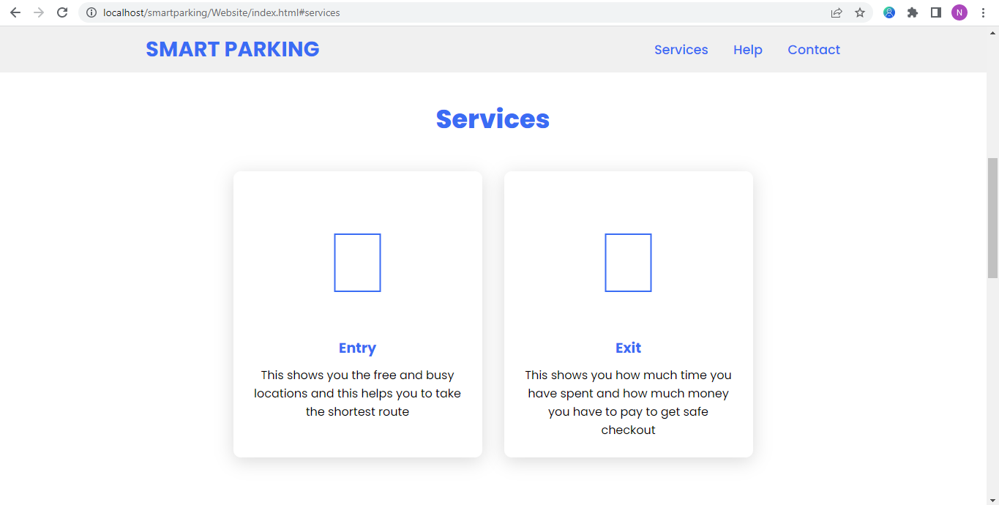 localhost/smartparking/Website/index.html#services
N
SMART PARKING
Services
Help
Contact
Services
Entry
This shows you the free and busy
locations and this helps you to take
the shortest route
Exit
This shows you how much time you
have spent and how much money
you have to pay to get safe
checkout